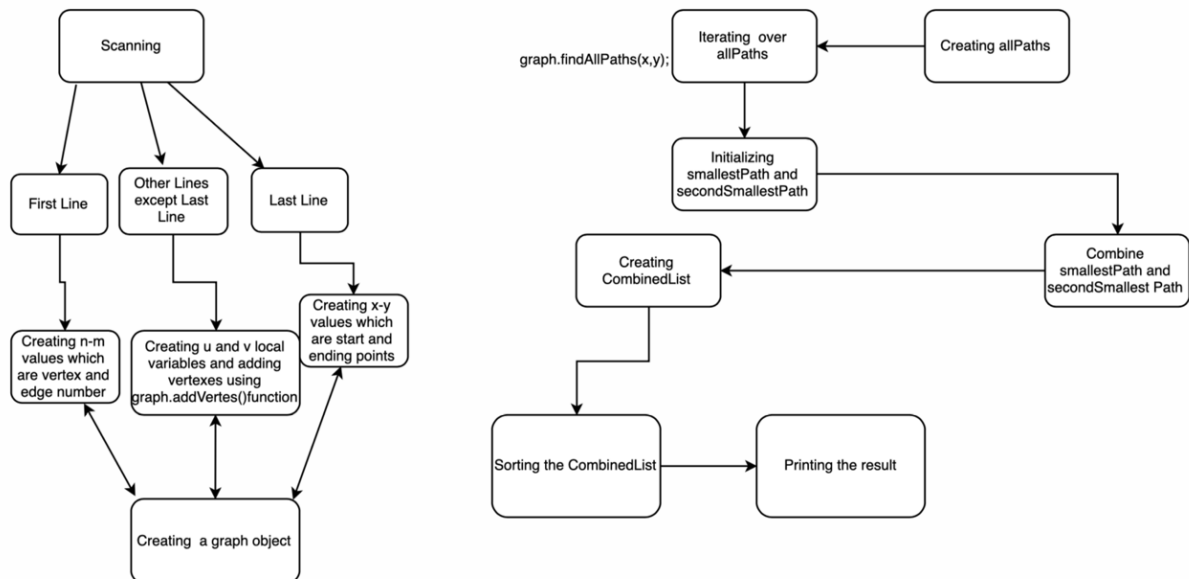 Scanning
First Line
Other Lines
except Last
Line
Last Line
Creating n-m
values which
are vertex and
edge number
Creating u and v local
variables and adding
vertexes using
graph.addVertes()function
Creating x-y
values which
are start and
ending points
Creating a graph object
graph.findAllPaths(x,y);
Iterating over
allPaths
Creating allPaths
Initializing
smallestPath and
secondSmallestPath
Combine
smallestPath and
secondSmallest Path
Creating
CombinedList
Sorting the CombinedList
Printing the result